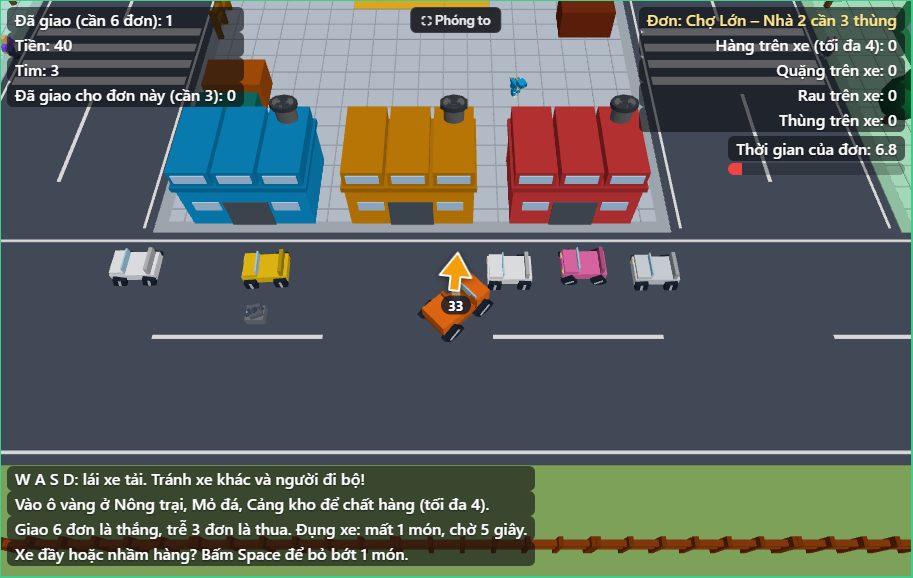 Đã giao (cần 6 đơn): 1
Tiền: 40
Tim: 3
Đã giao cho đơn này (cần 3): 0
Phóng to
Đơn: Chợ Lớn – Nhà 2 cần 3 thùng
Hàng trên xe (tối đa 4): 0
Quặng trên xe: 0
Rau trên xe: 0
Thùng trên xe: 0
Thời gian của đơn: 6.8
33
W A S D: lái xe tải. Tránh xe khác và người đi bộ!
Vào ô vàng ở Nông trại, Mỏ đá, Cảng kho để chất hàng (tối đa 4).
Giao 6 đơn là thắng, trễ 3 đơn là thua. Đụng xe: mất 1 món, chờ 5 giây.
Xe đầy hoặc nhầm hàng? Bấm Space để bỏ bớt 1 món.